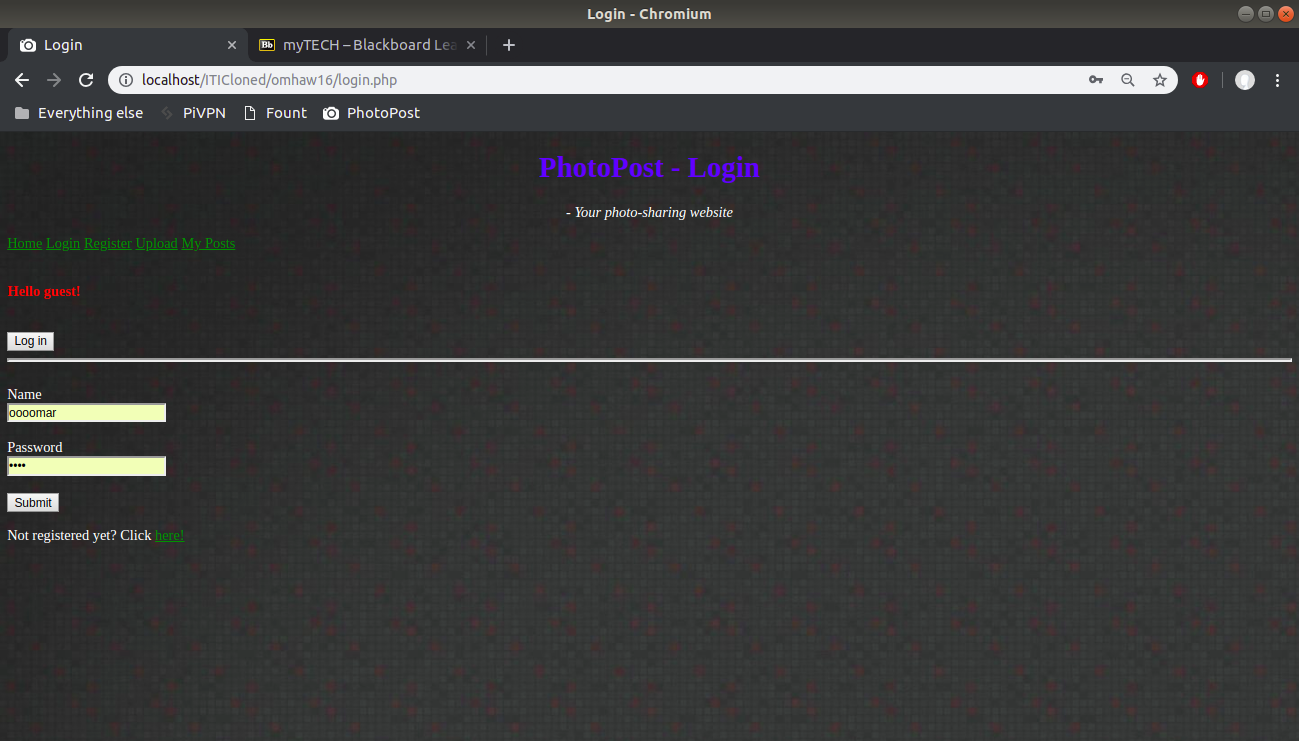 Login - Chromium
Login
myTECH – Blackboard Lea
localhost/ITICloned/omhaw16/login.php
Everything else PiVPN Fount PhotoPost
PhotoPost - Login
- Your photo-sharing website
Home Login Register Upload My Posts
Hello guest!
Log in
Name
oooomar
Password
••••
Submit
Not registered yet? Click here!